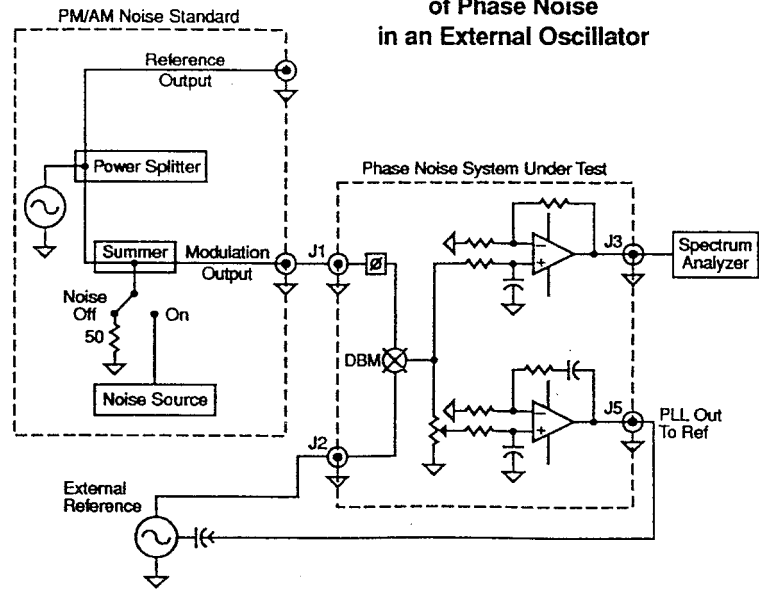 of Phase Noise
in an External Oscillator
PM/AM Noise Standard
Reference
Output
Power Splitter
Phase Noise System Under Test
Summer
Modulation
Output
J1
ø
J3
Spectrum
Analyzer
Noise
Off
50
On
DBM
Noise Source
J2
J5
PLL Out
To Ref
External
Reference